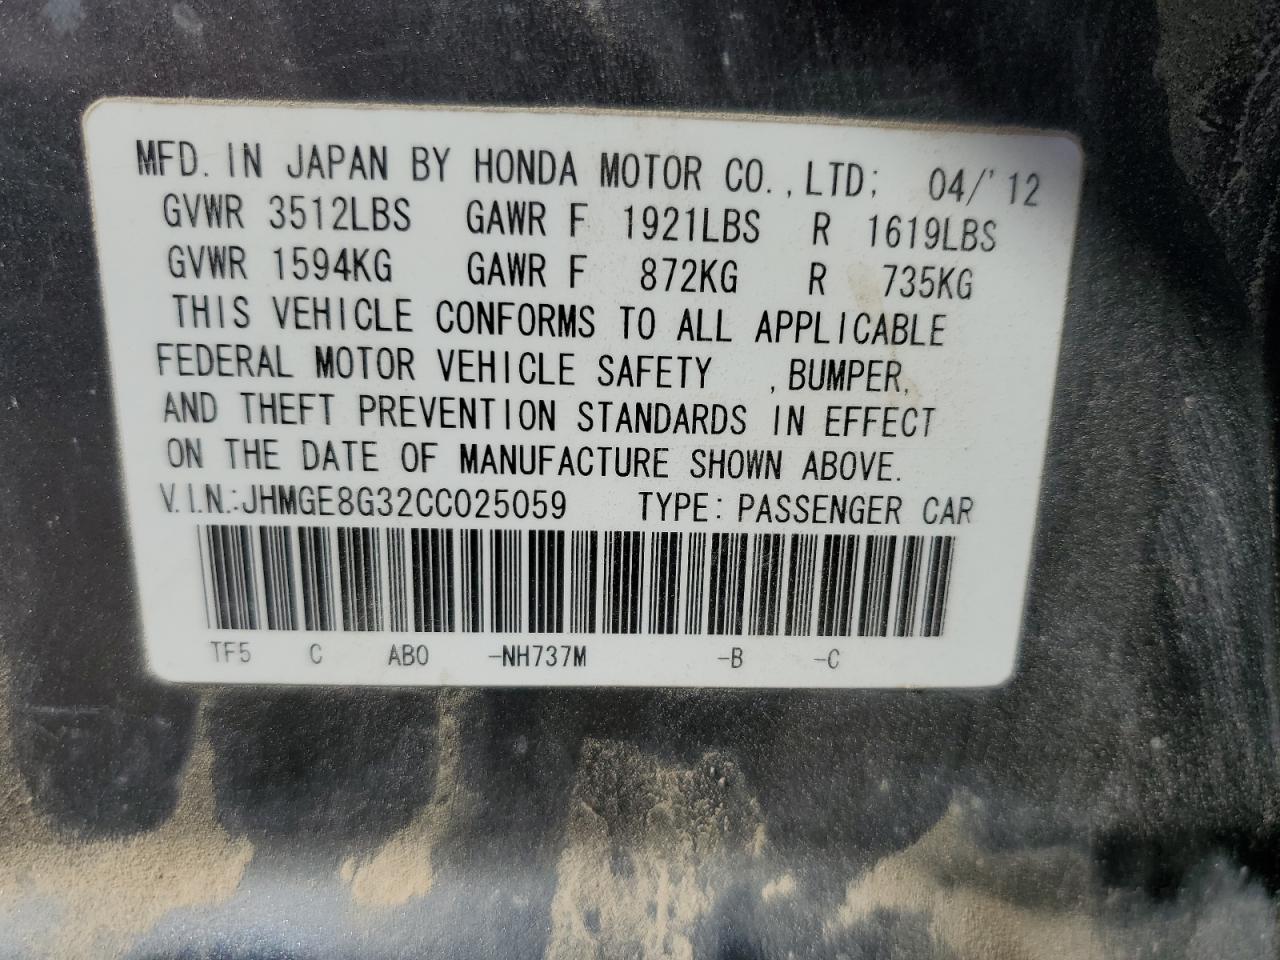 MFD. IN JAPAN BY HONDA MOTOR CO., LTD; 04/'12
GVWR 3512LBS GAWR F 1921LBS R 1619LBS
GVWR 1594KG GAWR F 872KG R 735KG
THIS VEHICLE CONFORMS TO ALL APPLICABLE
FEDERAL MOTOR VEHICLE SAFETY , BUMPER,
AND THEFT PREVENTION STANDARDS IN EFFECT
ON THE DATE OF MANUFACTURE SHOWN ABOVE.
V.I.N.:JHMGE8G32CC025059 TYPE: PASSENGER CAR
TF5 C AB0 -NH737M -B -C